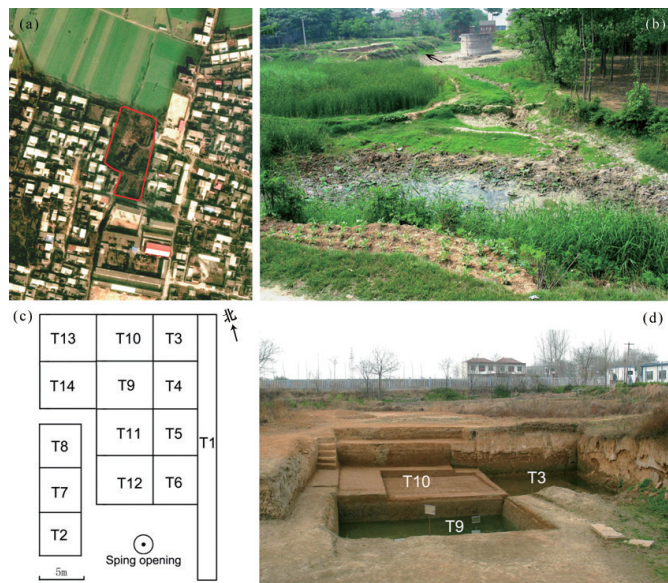 (a)
(b)
(c)
北
T13 T10 T3
T14 T9 T4
T8 T11 T5 T1
T7 T12 T6
T2
Sping opening
5m
(d)
T10 T3
T9